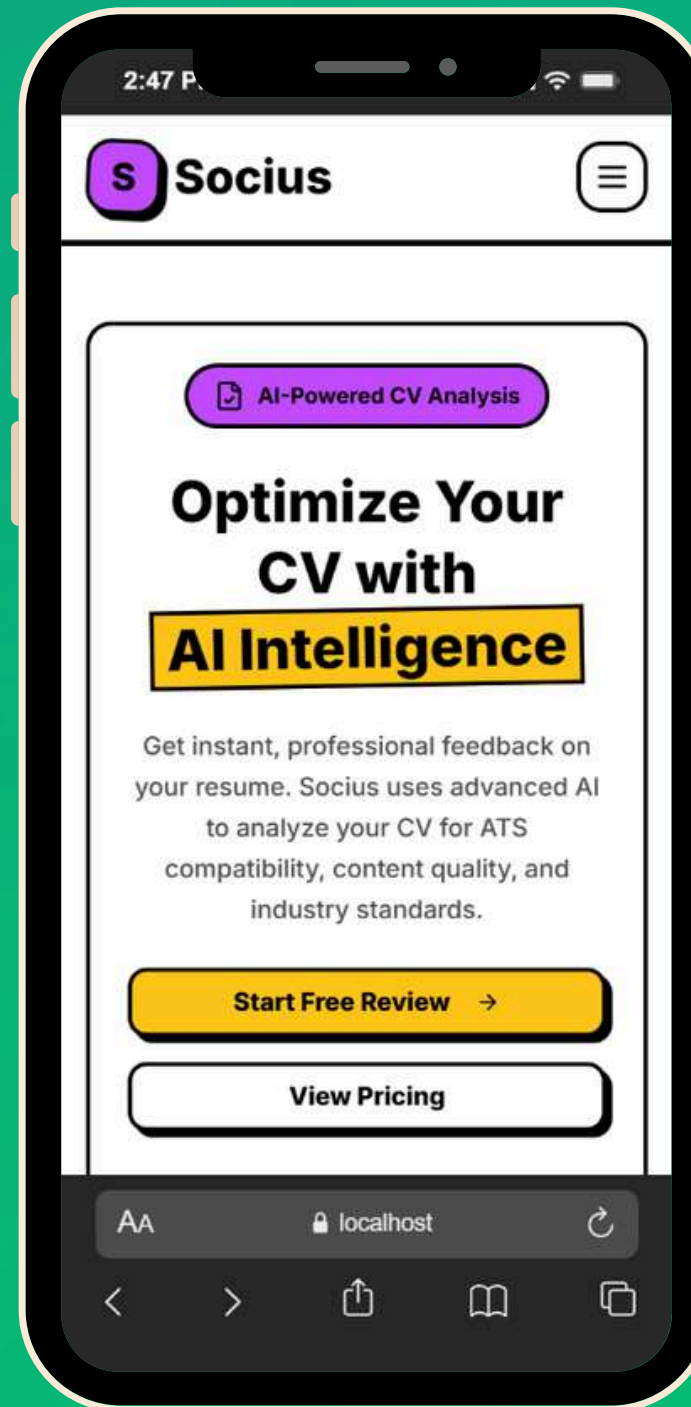 2:47 P
S Socius
AI-Powered CV Analysis
Optimize Your
CV with
AI Intelligence
Get instant, professional feedback on
your resume. Socius uses advanced AI
to analyze your CV for ATS
compatibility, content quality, and
industry standards.
Start Free Review →
View Pricing
AA localhost